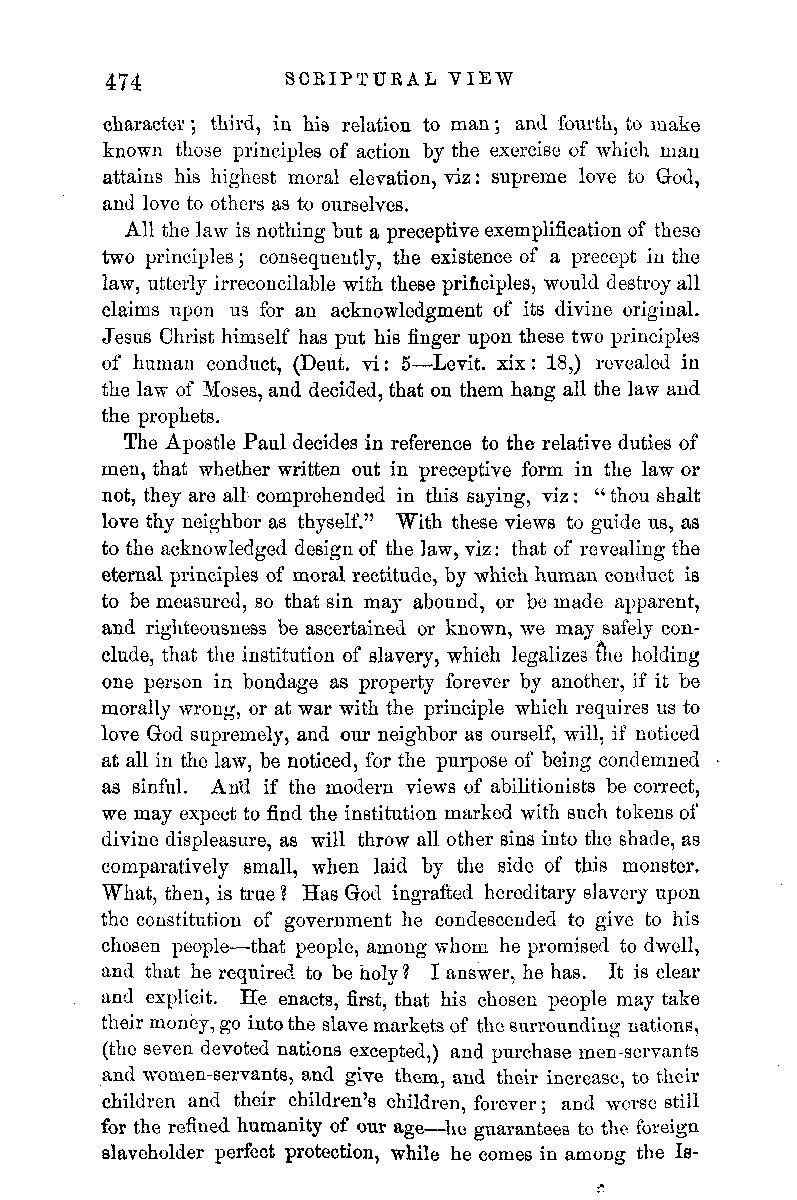 474 SCRIPTURAL VIEW
character; third, in his relation to man; and fourth, to make
known those principles of action by the exercise of which man
attains his highest moral elevation, viz: supreme love to God,
and love to others as to ourselves.
All the law is nothing but a preceptive exemplification of these
two principles; consequently, the existence of a precept in the
law, utterly irreconcilable with these principles, would destroy all
claims upon us for an acknowledgment of its divine original.
Jesus Christ himself has put his finger upon these two principles
of human conduct, (Deut. vi: 5—Levit. xix: 18,) revealed in
the law of Moses, and decided, that on them hang all the law and
the prophets.
The Apostle Paul decides in reference to the relative duties of
men, that whether written out in preceptive form in the law or
not, they are all comprehended in this saying, viz: "thou shalt
love thy neighbor as thyself." With these views to guide us, as
to the acknowledged design of the law, viz: that of revealing the
eternal principles of moral rectitude, by which human conduct is
to be measured, so that sin may abound, or be made apparent,
and righteousness be ascertained or known, we may safely con-
clude, that the institution of slavery, which legalizes the holding
one person in bondage as property forever by another, if it be
morally wrong, or at war with the principle which requires us to
love God supremely, and our neighbor as ourself, will, if noticed
at all in the law, be noticed, for the purpose of being condemned
as sinful. And if the modern views of abilitionists be correct,
we may expect to find the institution marked with such tokens of
divine displeasure, as will throw all other sins into the shade, as
comparatively small, when laid by the side of this monster.
What, then, is true? Has God ingrafted hereditary slavery upon
the constitution of government he condescended to give to his
chosen people—that people, among whom he promised to dwell,
and that he required to be holy? I answer, he has. It is clear
and explicit. He enacts, first, that his chosen people may take
their money, go into the slave markets of the surrounding nations,
(the seven devoted nations excepted,) and purchase men-servants
and women-servants, and give them, and their increase, to their
children and their children's children, forever; and worse still
for the refined humanity of our age—he guarantees to the foreign
slaveholder perfect protection, while he comes in among the Is-